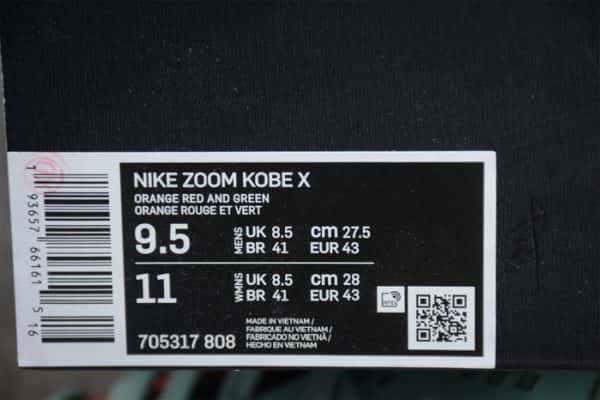 NIKE ZOOM KOBE X
ORANGE RED AND GREEN
ORANGE ROUGE ET VERT
9.5 MENS UK 8.5 cm 27.5
BR 41 EUR 43
11 WMNS UK 8.5 cm 28
BR 41 EUR 43
MADE IN VIETNAM /
FABRIQUE AU VIETNAM /
FABRICADO NO VIETNÃ /
HECHO EN VIETNAM
705317 808
1 93657 66161 5 16